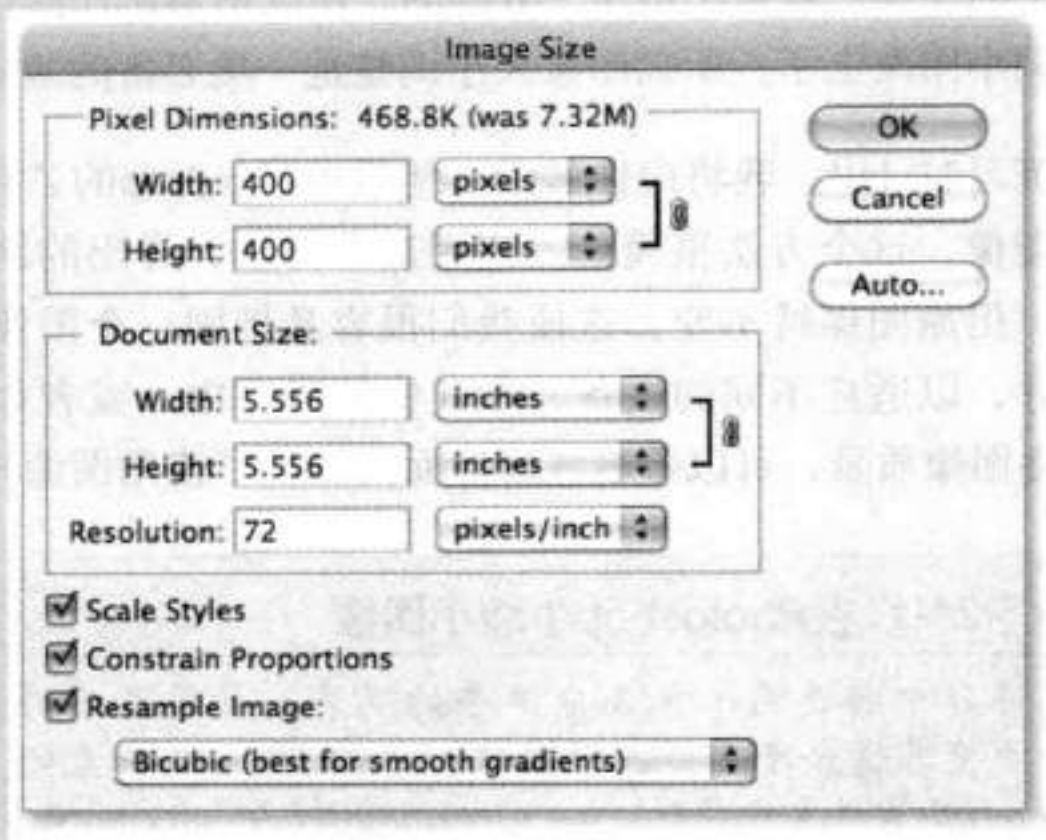 Image Size
Pixel Dimensions: 468.8K (was 7.32M)
Width: 400 pixels
Height: 400 pixels
OK
Cancel
Auto...
Document Size:
Width: 5.556 inches
Height: 5.556 inches
Resolution: 72 pixels/inch
Scale Styles
Constrain Proportions
Resample Image:
Bicubic (best for smooth gradients)